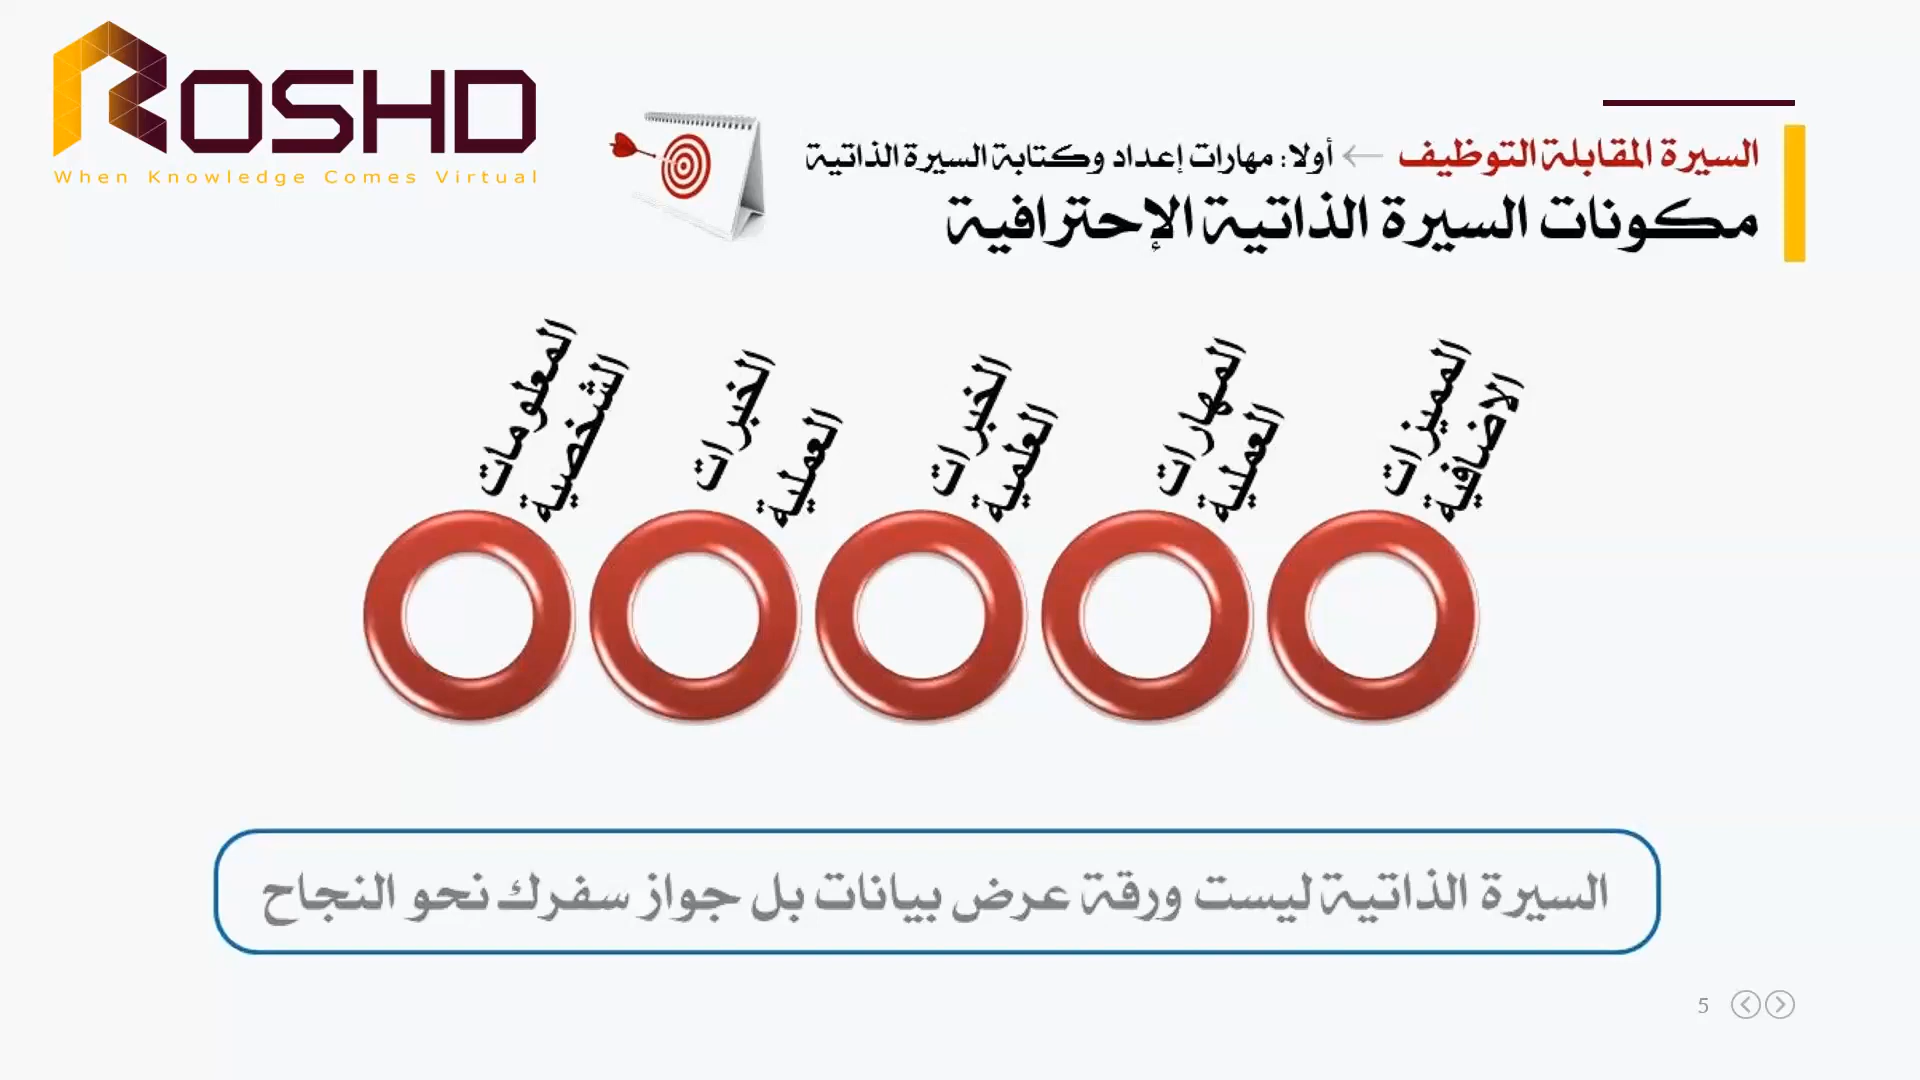 ROSHD
When Knowledge Comes Virtual
السيرة المقابلة التوظيف ← أولا: مهارات إعداد وكتابة السيرة الذاتية
مكونات السيرة الذاتية الإحترافية
المميزات
الاضافية
المهارات
العملية
الخبرات
العلمية
الخبرات
العملية
المعلومات
الشخصية
السيرة الذاتية ليست ورقة عرض بيانات بل جواز سفرك نحو النجاح
5